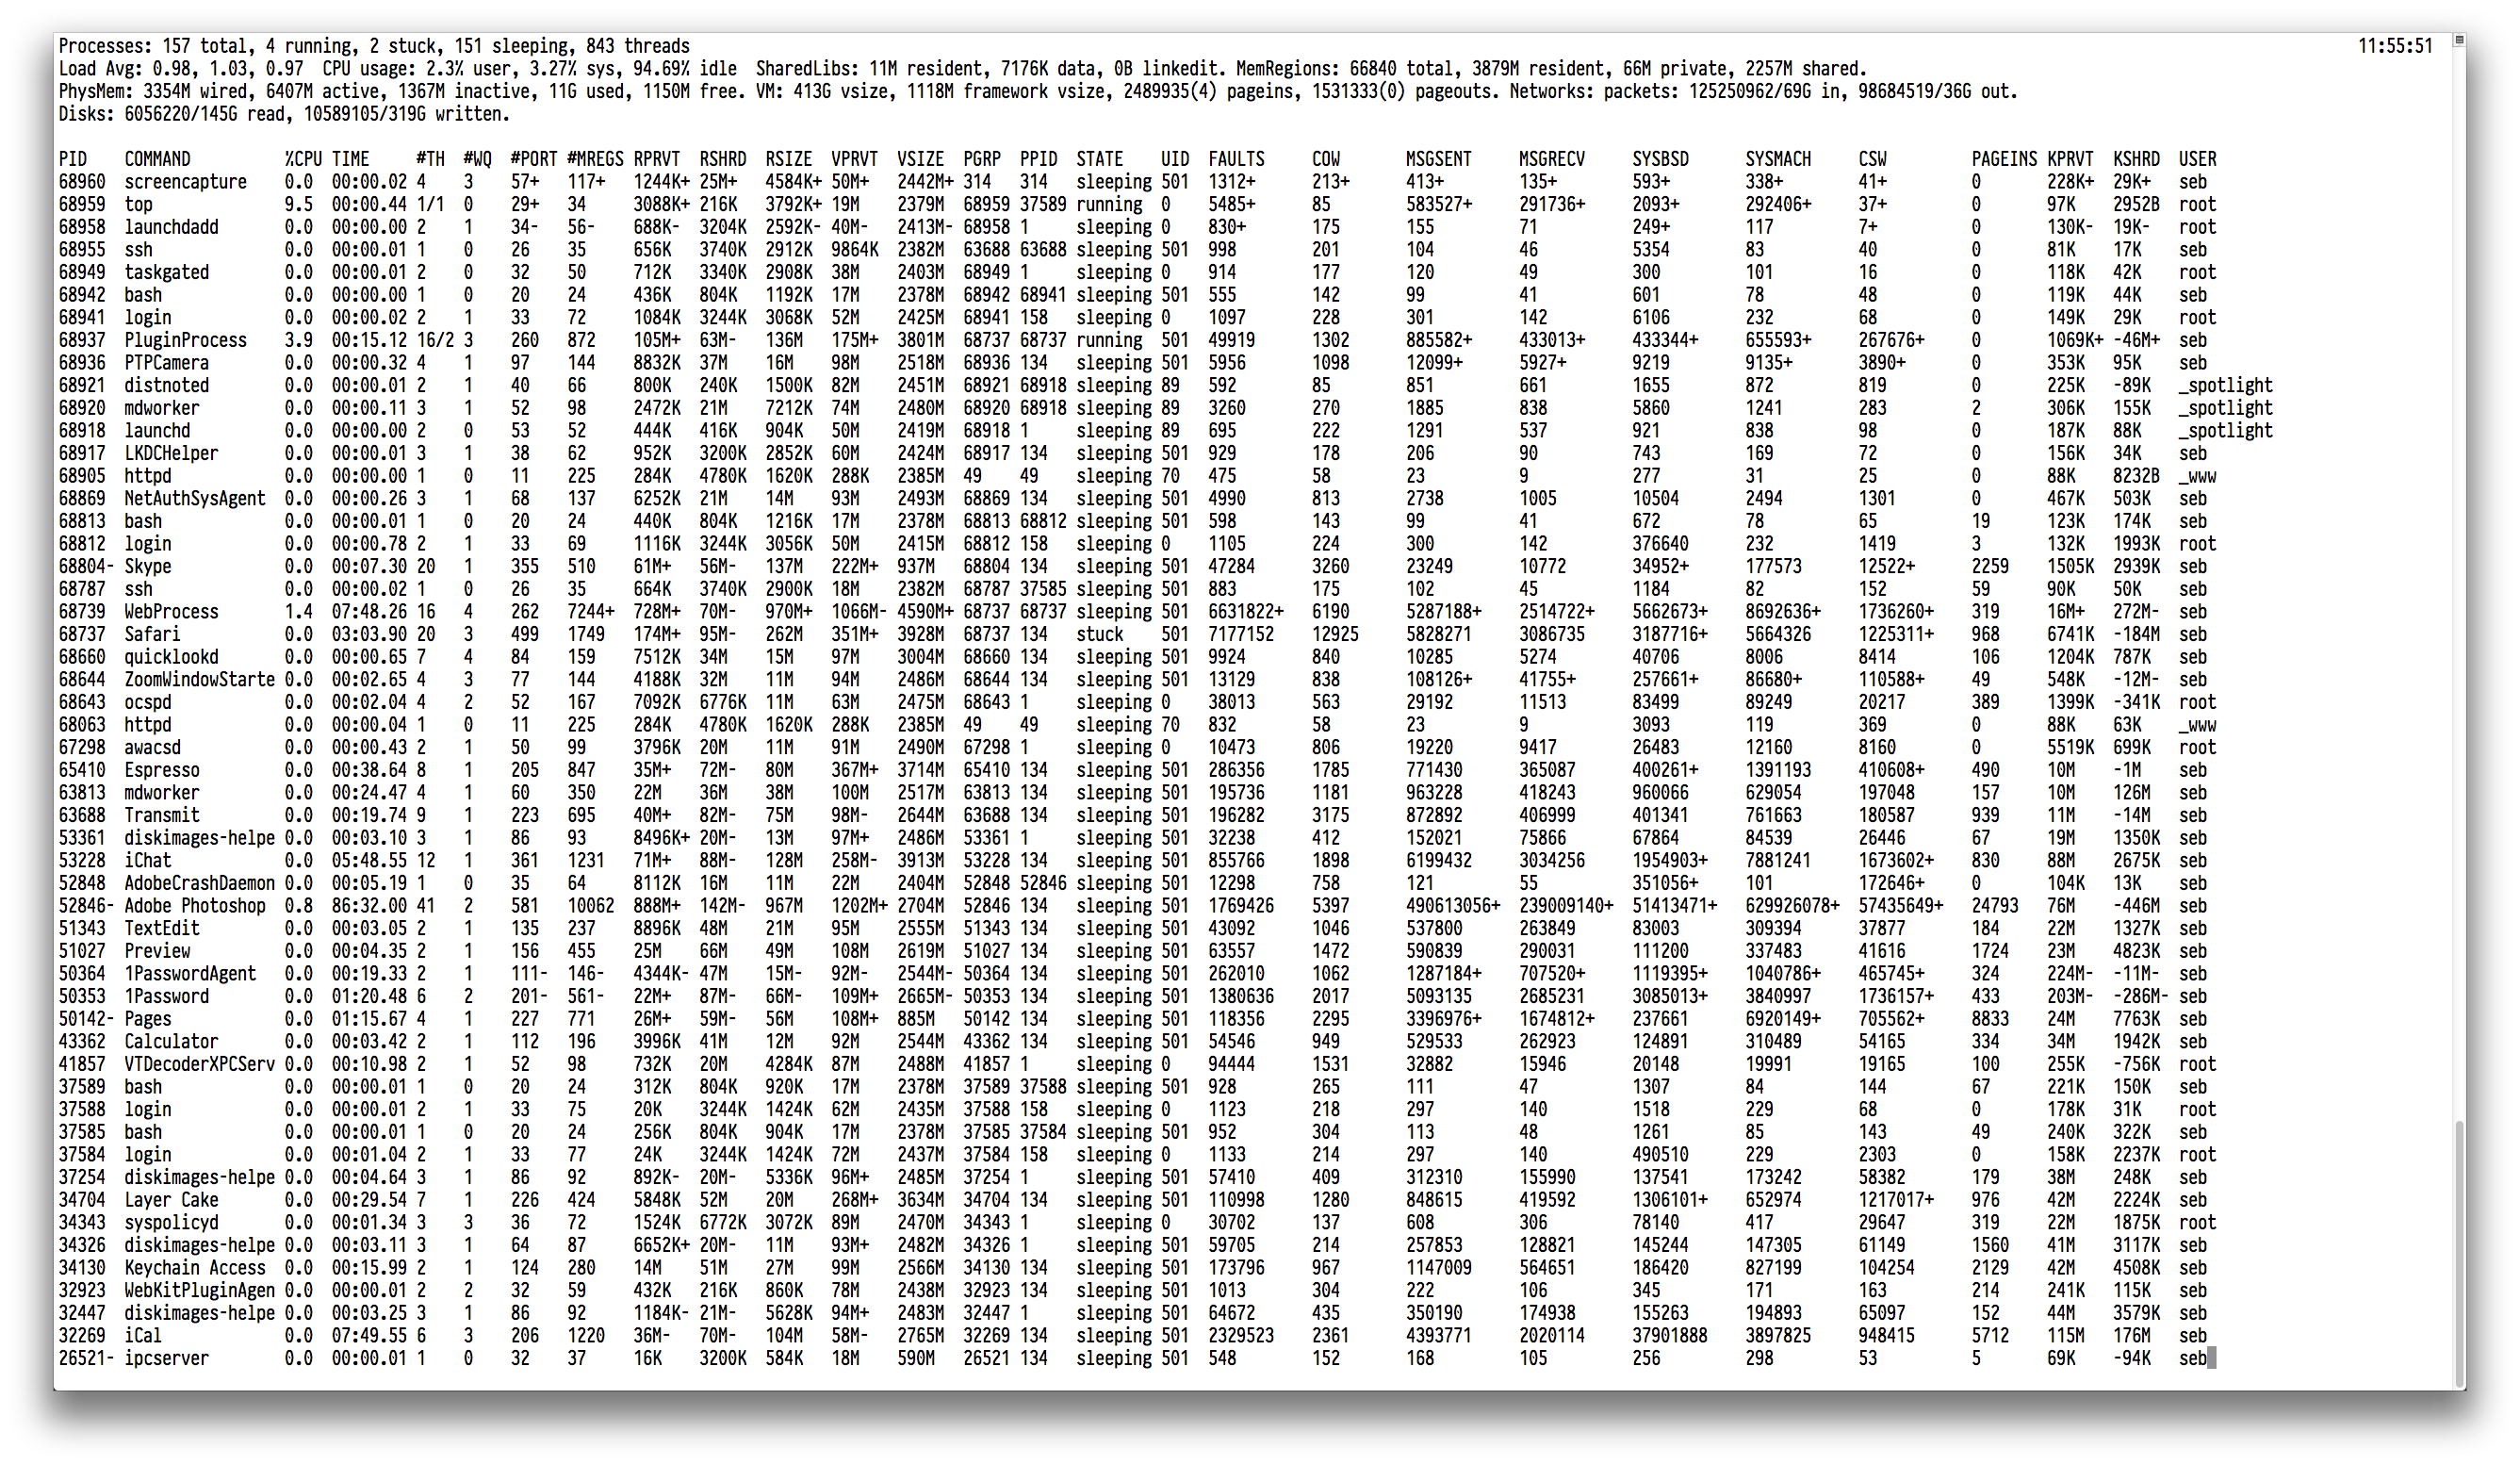 Processes: 157 total, 4 running, 2 stuck, 151 sleeping, 843 threads 11:55:51
Load Avg: 0.98, 1.03, 0.97  CPU usage: 2.3% user, 3.27% sys, 94.69% idle  SharedLibs: 11M resident, 7176K data, 0B linkedit. MemRegions: 66840 total, 3879M resident, 66M private, 2257M shared.
PhysMem: 3354M wired, 6407M active, 1367M inactive, 11G used, 1150M free. VM: 413G vsize, 1118M framework vsize, 2489935(4) pageins, 1531333(0) pageouts. Networks: packets: 125250962/69G in, 98684519/36G out.
Disks: 6056220/145G read, 10589105/319G written.
PID COMMAND %CPU TIME #TH #WQ #PORT #MREGS RPRVT RSHRD RSIZE VPRVT VSIZE PGRP PPID STATE UID FAULTS COW MSGSENT MSGRECV SYSBSD SYSMACH CSW PAGEINS KPRVT KSHRD USER
68960 screencapture 0.0 00:00.02 4 3 57+ 117+ 1244K+ 25M+ 4584K+ 50M+ 2442M+ 314 314 sleeping 501 1312+ 213+ 413+ 135+ 593+ 338+ 41+ 0 228K+ 29K+ seb
68959 top 9.5 00:00.44 1/1 0 29+ 34 3088K+ 216K 3792K+ 19M 2379M 68959 37589 running 0 5485+ 85 583527+ 291736+ 2093+ 292406+ 37+ 0 97K 2952B root
68958 launchdadd 0.0 00:00.00 2 1 34- 56- 688K- 3204K 2592K- 40M- 2413M- 68958 1 sleeping 0 830+ 175 155 71 249+ 117 7+ 0 130K- 19K- root
68955 ssh 0.0 00:00.01 1 0 26 35 656K 3740K 2912K 9864K 2382M 63688 63688 sleeping 501 998 201 104 46 5354 83 40 0 81K 17K seb
68949 taskgated 0.0 00:00.01 2 0 32 50 712K 3340K 2908K 38M 2403M 68949 1 sleeping 0 914 177 120 49 300 101 16 0 118K 42K root
68942 bash 0.0 00:00.00 1 0 20 24 436K 804K 1192K 17M 2378M 68942 68941 sleeping 501 555 142 99 41 601 78 48 0 119K 44K seb
68941 login 0.0 00:00.02 2 1 33 72 1084K 3244K 3068K 52M 2425M 68941 158 sleeping 0 1097 228 301 142 6106 232 68 0 149K 29K root
68937 PluginProcess 3.9 00:15.12 16/2 3 260 872 105M+ 63M- 136M 175M+ 3801M 68737 68737 running 501 49919 1302 885582+ 433013+ 433344+ 655593+ 267676+ 0 1069K+ -46M+ seb
68936 PTPCamera 0.0 00:00.32 4 1 97 144 8832K 37M 16M 98M 2518M 68936 134 sleeping 501 5956 1098 12099+ 5927+ 9219 9135+ 3890+ 0 353K 95K seb
68921 distnoted 0.0 00:00.01 2 1 40 66 800K 240K 1500K 82M 2451M 68921 68918 sleeping 89 592 85 851 661 1655 872 819 0 225K -89K _spotlight
68920 mdworker 0.0 00:00.11 3 1 52 98 2472K 21M 7212K 74M 2480M 68920 68918 sleeping 89 3260 270 1885 838 5860 1241 283 2 306K 155K _spotlight
68918 launchd 0.0 00:00.00 2 0 53 52 444K 416K 904K 50M 2419M 68918 1 sleeping 89 695 222 1291 537 921 838 98 0 187K 88K _spotlight
68917 LKDCHelper 0.0 00:00.01 3 1 38 62 952K 3200K 2852K 60M 2424M 68917 134 sleeping 501 929 178 206 90 743 169 72 0 156K 34K seb
68905 httpd 0.0 00:00.00 1 0 11 225 284K 4780K 1620K 288K 2385M 49 49 sleeping 70 475 58 23 9 277 31 25 0 88K 8232B _www
68869 NetAuthSysAgent 0.0 00:00.26 3 1 68 137 6252K 21M 14M 93M 2493M 68869 134 sleeping 501 4990 813 2738 1005 10504 2494 1301 0 467K 503K seb
68813 bash 0.0 00:00.01 1 0 20 24 440K 804K 1216K 17M 2378M 68813 68812 sleeping 501 598 143 99 41 672 78 65 19 123K 174K seb
68812 login 0.0 00:00.78 2 1 33 69 1116K 3244K 3056K 50M 2415M 68812 158 sleeping 0 1105 224 300 142 376640 232 1419 3 132K 1993K root
68804- Skype 0.0 00:07.30 20 1 355 510 61M+ 56M- 137M 222M+ 937M 68804 134 sleeping 501 47284 3260 23249 10772 34952+ 177573 12522+ 2259 1505K 2939K seb
68787 ssh 0.0 00:00.02 1 0 26 35 664K 3740K 2900K 18M 2382M 68787 37585 sleeping 501 883 175 102 45 1184 82 152 59 90K 50K seb
68739 WebProcess 1.4 07:48.26 16 4 262 7244+ 728M+ 70M- 970M+ 1066M- 4590M+ 68737 68737 sleeping 501 6631822+ 6190 5287188+ 2514722+ 5662673+ 8692636+ 1736260+ 319 16M+ 272M- seb
68737 Safari 0.0 03:03.90 20 3 499 1749 174M+ 95M- 262M 351M+ 3928M 68737 134 stuck 501 7177152 12925 5828271 3086735 3187716+ 5664326 1225311+ 968 6741K -184M seb
68660 quicklookd 0.0 00:00.65 7 4 84 159 7512K 34M 15M 97M 3004M 68660 134 sleeping 501 9924 840 10285 5274 40706 8006 8414 106 1204K 787K seb
68644 ZoomWindowStarte 0.0 00:02.65 4 3 77 144 4188K 32M 11M 94M 2486M 68644 134 sleeping 501 13129 838 108126+ 41755+ 257661+ 86680+ 110588+ 49 548K -12M- seb
68643 ocspd 0.0 00:02.04 4 2 52 167 7092K 6776K 11M 63M 2475M 68643 1 sleeping 0 38013 563 29192 11513 83499 89249 20217 389 1399K -341K root
68063 httpd 0.0 00:00.04 1 0 11 225 284K 4780K 1620K 288K 2385M 49 49 sleeping 70 832 58 23 9 3093 119 369 0 88K 63K _www
67298 awacsd 0.0 00:00.43 2 1 50 99 3796K 20M 11M 91M 2490M 67298 1 sleeping 0 10473 806 19220 9417 26483 12160 8160 0 5519K 699K root
65410 Espresso 0.0 00:38.64 8 1 205 847 35M+ 72M- 80M 367M+ 3714M 65410 134 sleeping 501 286356 1785 771430 365087 400261+ 1391193 410608+ 490 10M -1M seb
63813 mdworker 0.0 00:24.47 4 1 60 350 22M 36M 38M 100M 2517M 63813 134 sleeping 501 195736 1181 963228 418243 960066 629054 197048 157 10M 126M seb
63688 Transmit 0.0 00:19.74 9 1 223 695 40M+ 82M- 75M 98M- 2644M 63688 134 sleeping 501 196282 3175 872892 406999 401341 761663 180587 939 11M -14M seb
53361 diskimages-helpe 0.0 00:03.10 3 1 86 93 8496K+ 20M- 13M 97M+ 2486M 53361 1 sleeping 501 32238 412 152021 75866 67864 84539 26446 67 19M 1350K seb
53228 iChat 0.0 05:48.55 12 1 361 1231 71M+ 88M- 128M 258M- 3913M 53228 134 sleeping 501 855766 1898 6199432 3034256 1954903+ 7881241 1673602+ 830 88M 2675K seb
52848 AdobeCrashDaemon 0.0 00:05.19 1 0 35 64 8112K 16M 11M 22M 2404M 52848 52846 sleeping 501 12298 758 121 55 351056+ 101 172646+ 0 104K 13K seb
52846- Adobe Photoshop 0.8 86:32.00 41 2 581 10062 888M+ 142M- 967M 1202M+ 2704M 52846 134 sleeping 501 1769426 5397 490613056+ 239009140+ 51413471+ 629926078+ 57435649+ 24793 76M -446M seb
51343 TextEdit 0.0 00:03.05 2 1 135 237 8896K 48M 21M 95M 2555M 51343 134 sleeping 501 43092 1046 537800 263849 83003 309394 37877 184 22M 1327K seb
51027 Preview 0.0 00:04.35 2 1 156 455 25M 66M 49M 108M 2619M 51027 134 sleeping 501 63557 1472 590839 290031 111200 337483 41616 1724 23M 4823K seb
50364 1PasswordAgent 0.0 00:19.33 2 1 111- 146- 4344K- 47M 15M- 92M- 2544M- 50364 134 sleeping 501 262010 1062 1287184+ 707520+ 1119395+ 1040786+ 465745+ 324 224M- -11M- seb
50353 1Password 0.0 01:20.48 6 2 201- 561- 22M+ 87M- 66M- 109M+ 2665M- 50353 134 sleeping 501 1380636 2017 5093135 2685231 3085013+ 3840997 1736157+ 433 203M- -286M- seb
50142- Pages 0.0 01:15.67 4 1 227 771 26M+ 59M- 56M 108M+ 885M 50142 134 sleeping 501 118356 2295 3396976+ 1674812+ 237661 6920149+ 705562+ 8833 24M 7763K seb
43362 Calculator 0.0 00:03.42 2 1 112 196 3996K 41M 12M 92M 2544M 43362 134 sleeping 501 54546 949 529533 262923 124891 310489 54165 334 34M 1942K seb
41857 VTDecoderXPCServ 0.0 00:10.98 2 1 52 98 732K 20M 4284K 87M 2488M 41857 1 sleeping 0 94444 1531 32882 15946 20148 19991 19165 100 255K -756K root
37589 bash 0.0 00:00.01 1 0 20 24 312K 804K 920K 17M 2378M 37589 37588 sleeping 501 928 265 111 47 1307 84 144 67 221K 150K seb
37588 login 0.0 00:00.01 2 1 33 75 20K 3244K 1424K 62M 2435M 37588 158 sleeping 0 1123 218 297 140 1518 229 68 0 178K 31K root
37585 bash 0.0 00:00.01 1 0 20 24 256K 804K 904K 17M 2378M 37585 37584 sleeping 501 952 304 113 48 1261 85 143 49 240K 322K seb
37584 login 0.0 00:01.04 2 1 33 77 24K 3244K 1424K 72M 2437M 37584 158 sleeping 0 1133 214 297 140 490510 229 2303 0 158K 2237K root
37254 diskimages-helpe 0.0 00:04.64 3 1 86 92 892K- 20M- 5336K 96M+ 2485M 37254 1 sleeping 501 57410 409 312310 155990 137541 173242 58382 179 38M 248K seb
34704 Layer Cake 0.0 00:29.54 7 1 226 424 5848K 52M 20M 268M+ 3634M 34704 134 sleeping 501 110998 1280 848615 419592 1306101+ 652974 1217017+ 976 42M 2224K seb
34343 syspolicyd 0.0 00:01.34 3 3 36 72 1524K 6772K 3072K 89M 2470M 34343 1 sleeping 0 30702 137 608 306 78140 417 29647 319 22M 1875K root
34326 diskimages-helpe 0.0 00:03.11 3 1 64 87 6652K+ 20M- 11M 93M+ 2482M 34326 1 sleeping 501 59705 214 257853 128821 145244 147305 61149 1560 41M 3117K seb
34130 Keychain Access 0.0 00:15.99 2 1 124 280 14M 51M 27M 99M 2566M 34130 134 sleeping 501 173796 967 1147009 564651 186420 827199 104254 2129 42M 4508K seb
32923 WebKitPluginAgen 0.0 00:00.01 2 2 32 59 432K 216K 860K 78M 2438M 32923 134 sleeping 501 1013 304 222 106 345 171 163 214 241K 115K seb
32447 diskimages-helpe 0.0 00:03.25 3 1 86 92 1184K- 21M- 5628K 94M+ 2483M 32447 1 sleeping 501 64672 435 350190 174938 155263 194893 65097 152 44M 3579K seb
32269 iCal 0.0 07:49.55 6 3 206 1220 36M- 70M- 104M 58M- 2765M 32269 134 sleeping 501 2329523 2361 4393771 2020114 37901888 3897825 948415 5712 115M 176M seb
26521- ipcserver 0.0 00:00.01 1 0 32 37 16K 3200K 584K 18M 590M 26521 134 sleeping 501 548 152 168 105 256 298 53 5 69K -94K seb